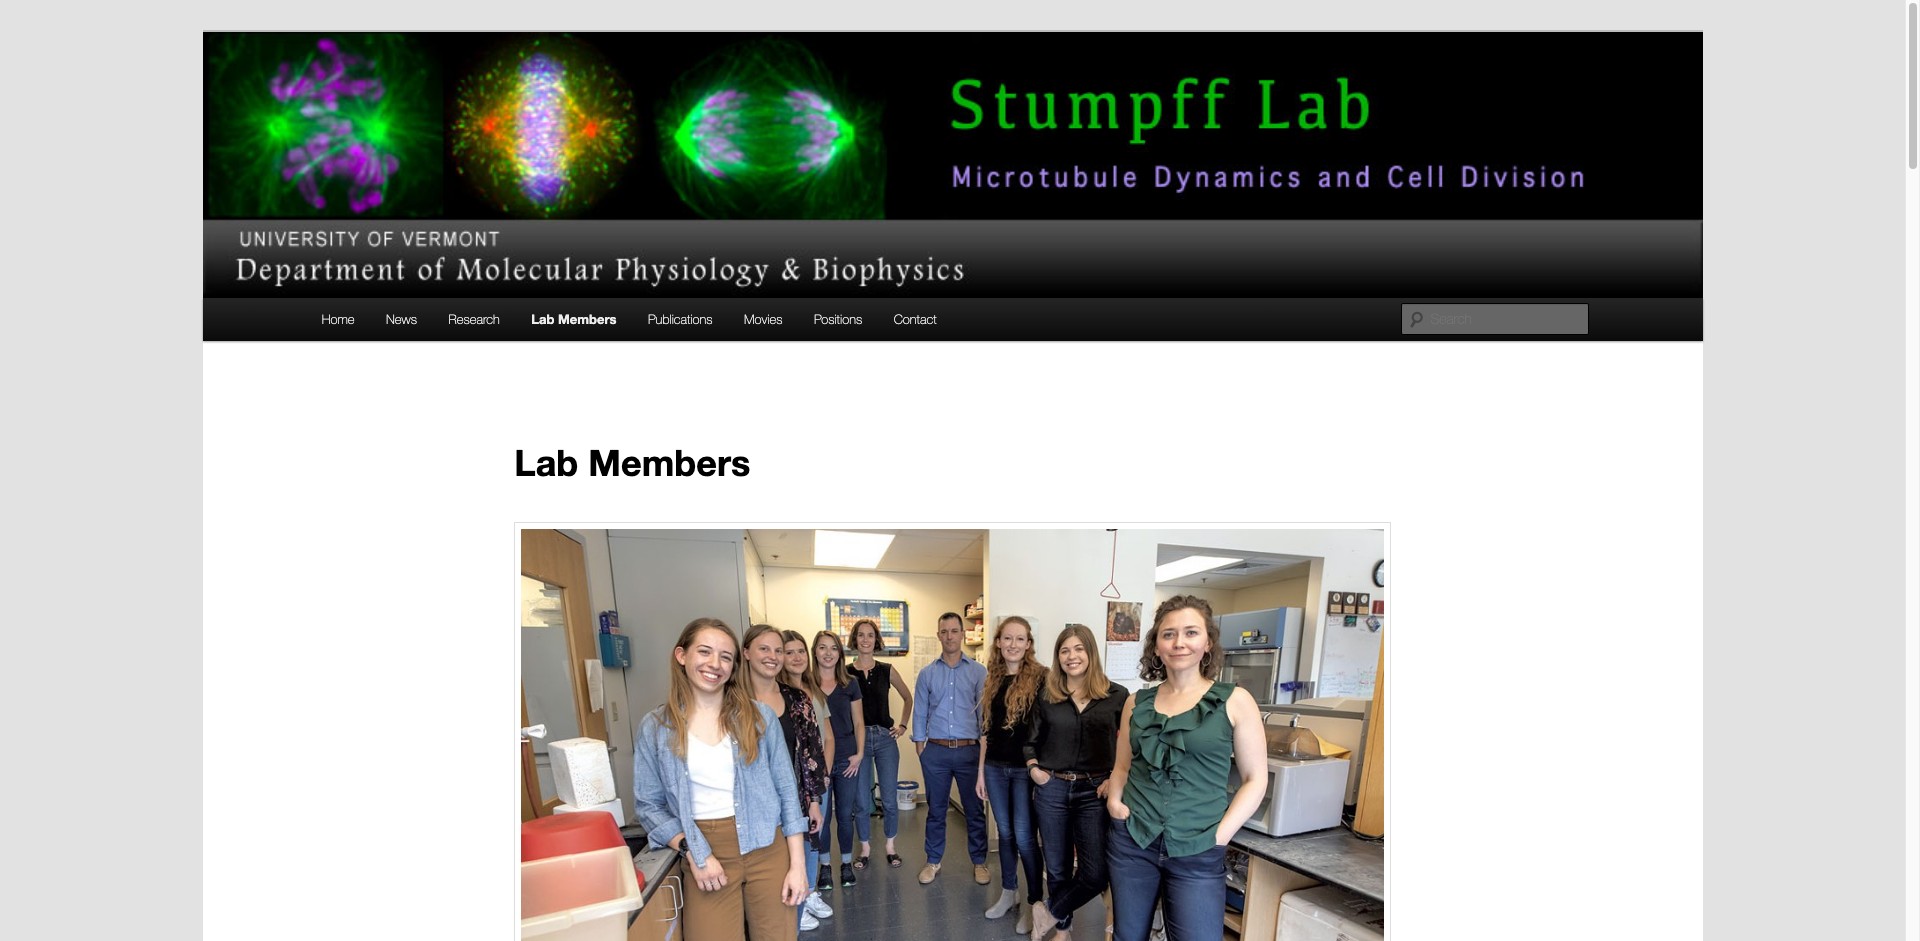 Stumpff Lab
Microtubule Dynamics and Cell Division
UNIVERSITY OF VERMONT
Department of Molecular Physiology & Biophysics
Home News Research Lab Members Publications Movies Positions Contact Search
Lab Members